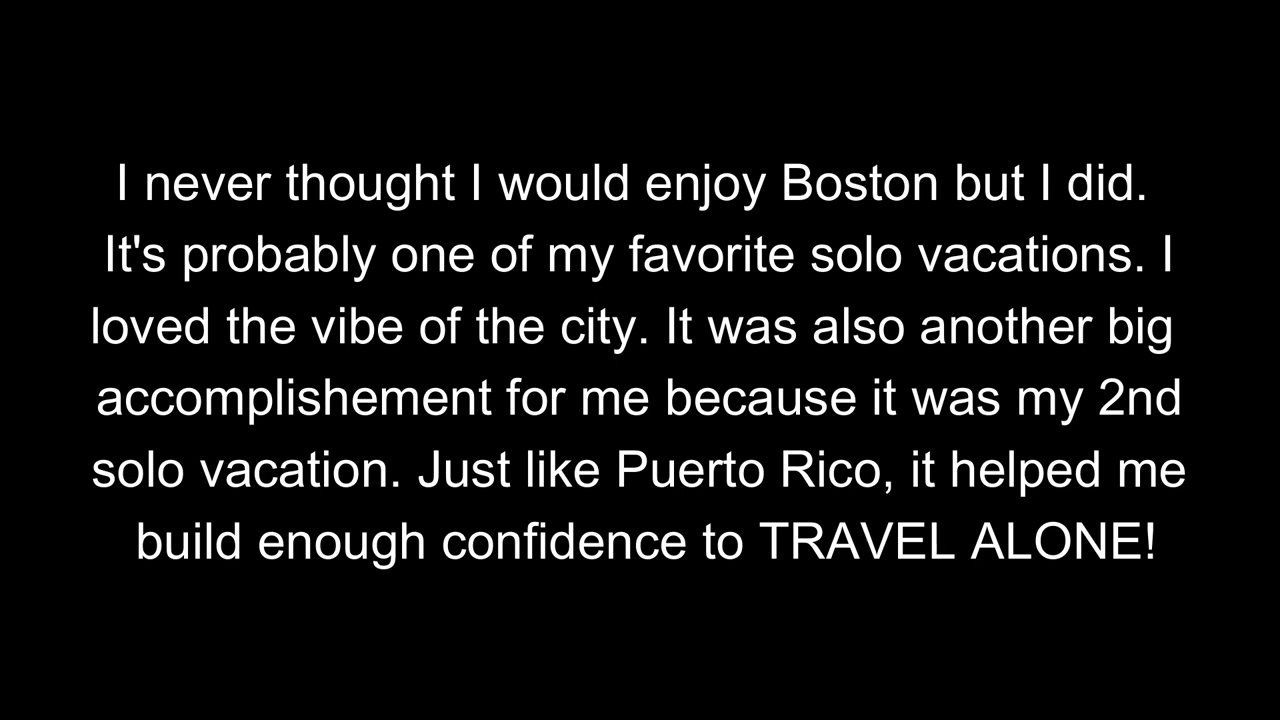 I never thought I would enjoy Boston but I did.
It's probably one of my favorite solo vacations. I
loved the vibe of the city. It was also another big
accomplishement for me because it was my 2nd
solo vacation. Just like Puerto Rico, it helped me
build enough confidence to TRAVEL ALONE!